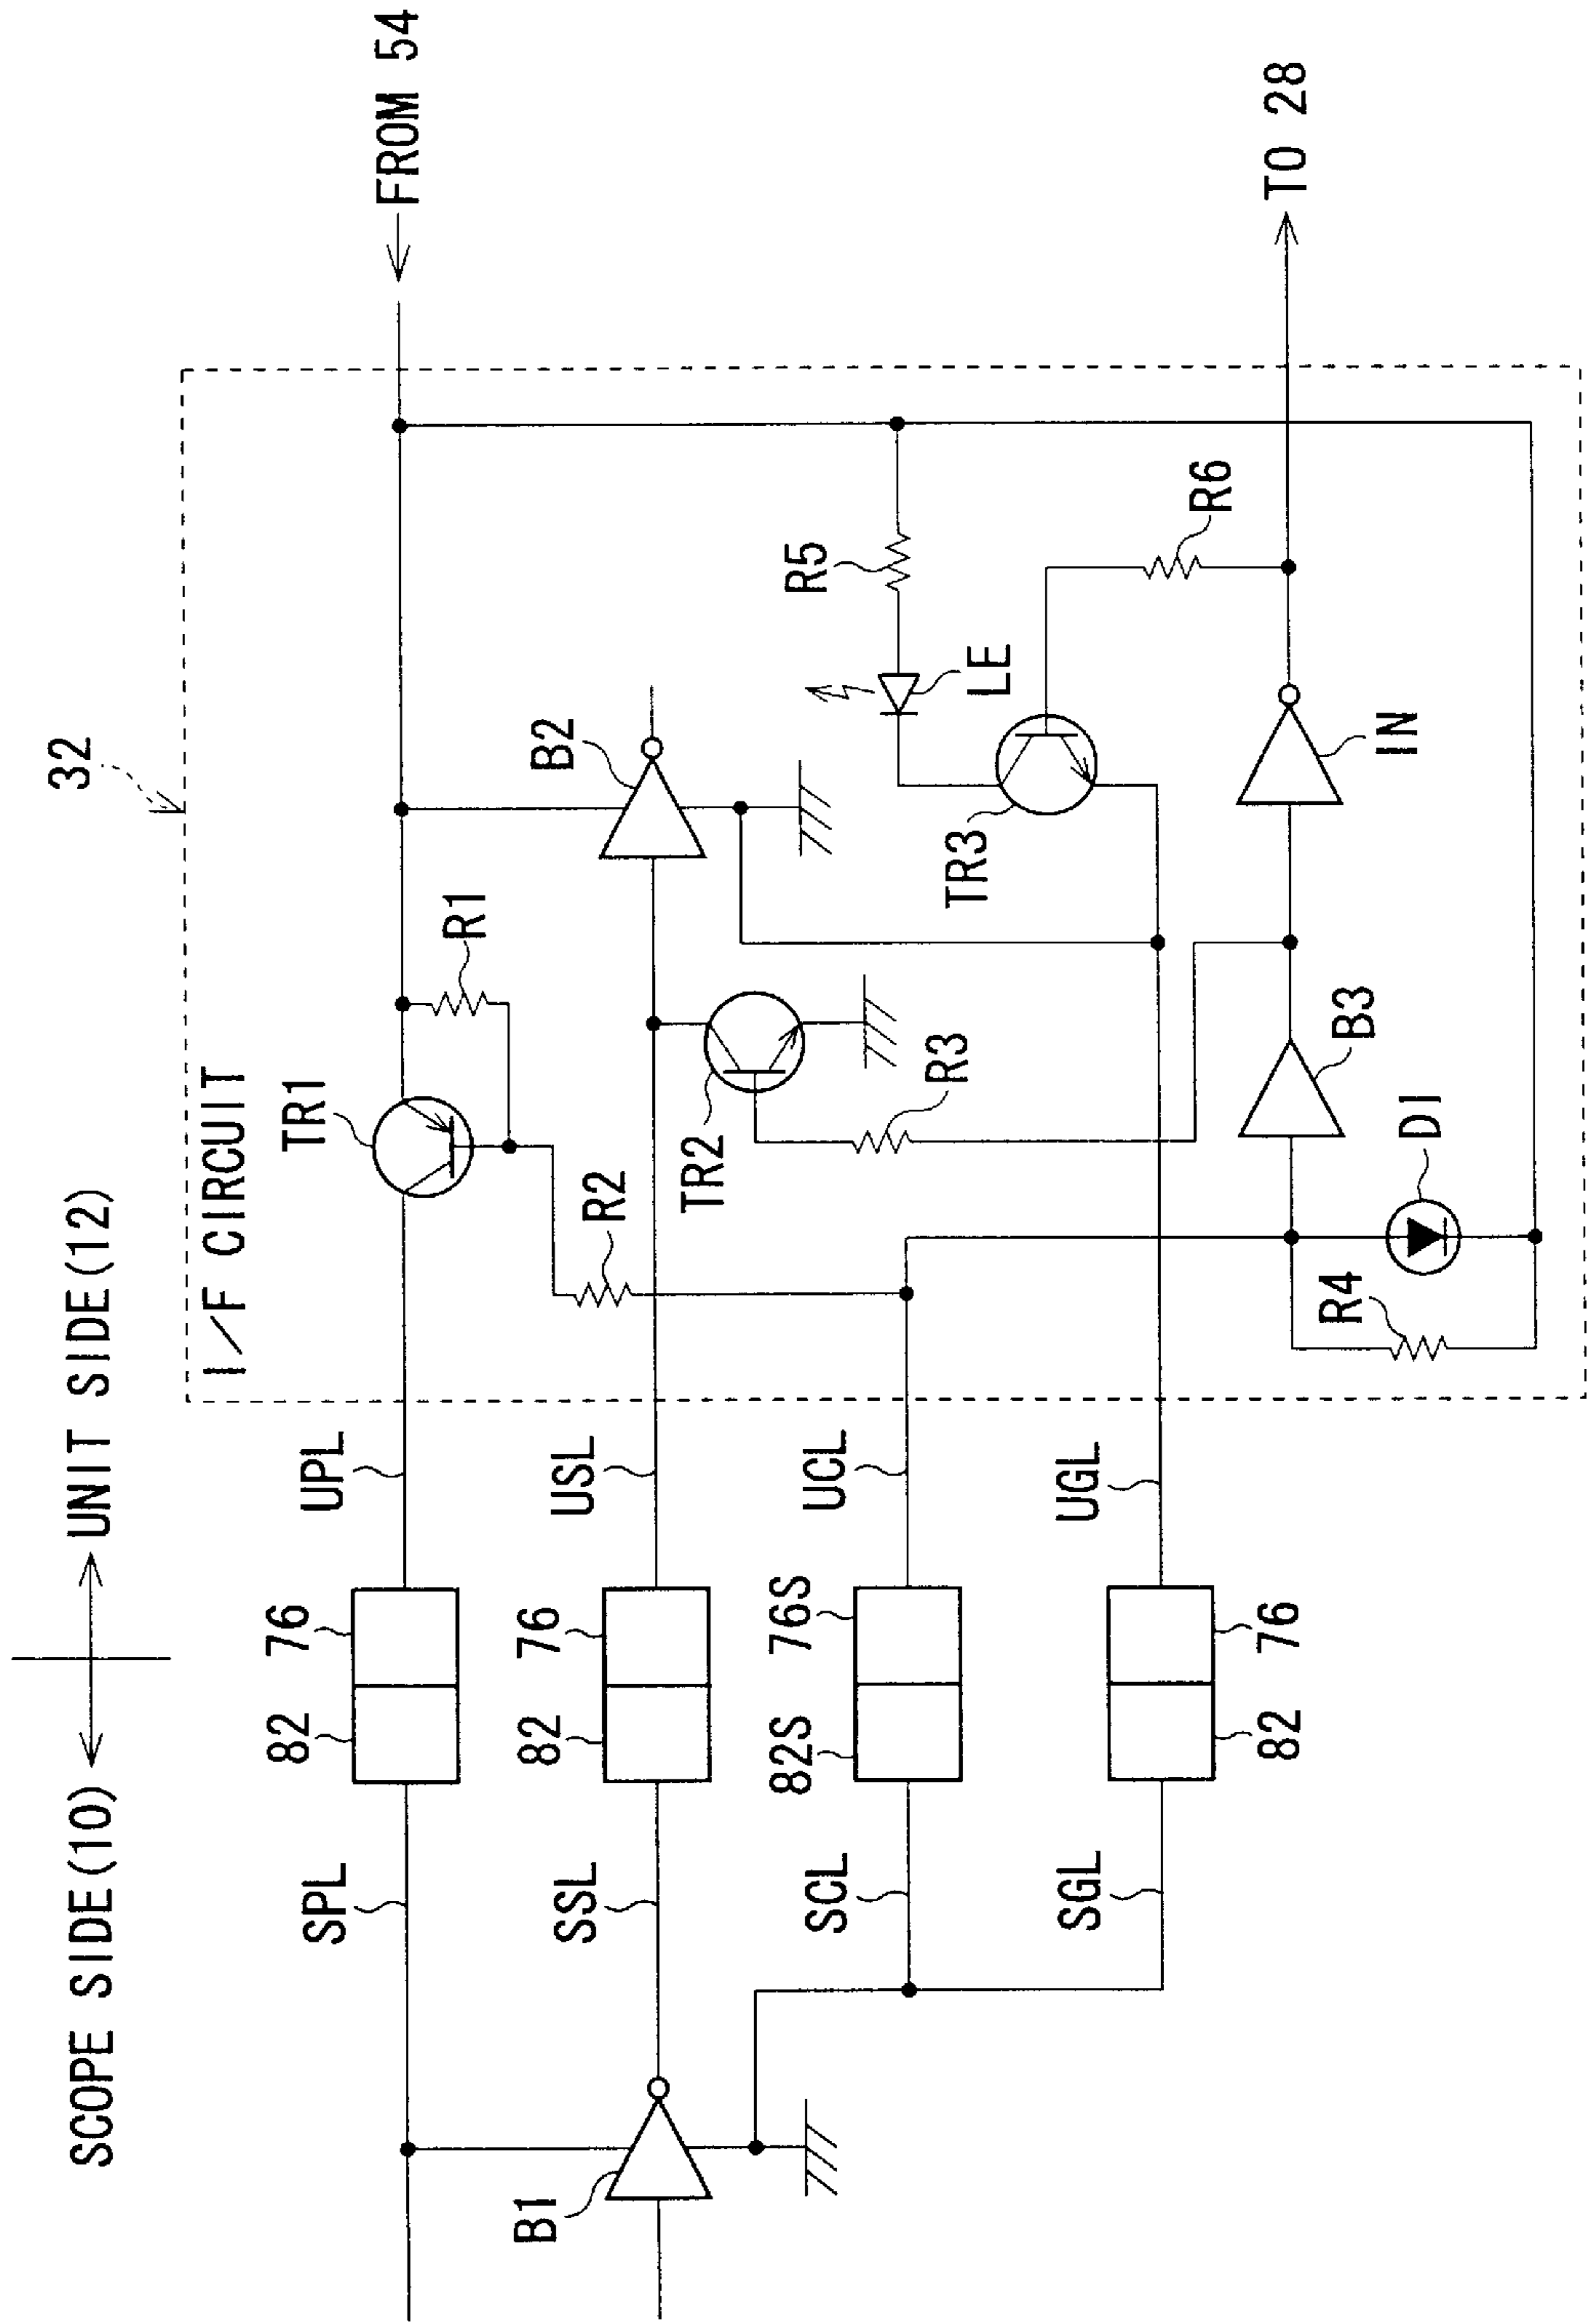 SCOPE SIDE(10)
UNIT SIDE(12)
32
I/F CIRCUIT
FROM 54
SPL
82
76
UPL
TR1
R1
B1
SSL
82
76
USL
R2
TR2
B2
R5
LE
SCL
82S
76S
UCL
R3
TR3
R6
SGL
82
76
UGL
R4
DI
B3
IN
TO 28